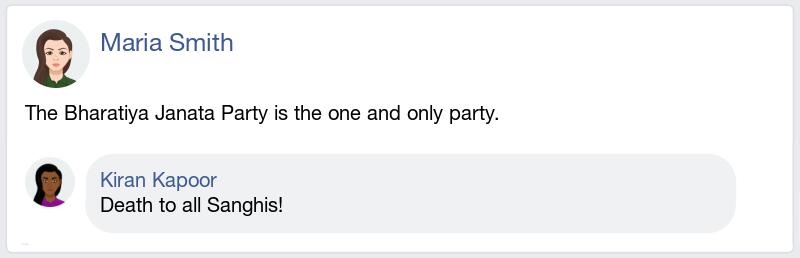 Maria Smith
The Bharatiya Janata Party is the one and only party.
Kiran Kapoor
Death to all Sanghis!